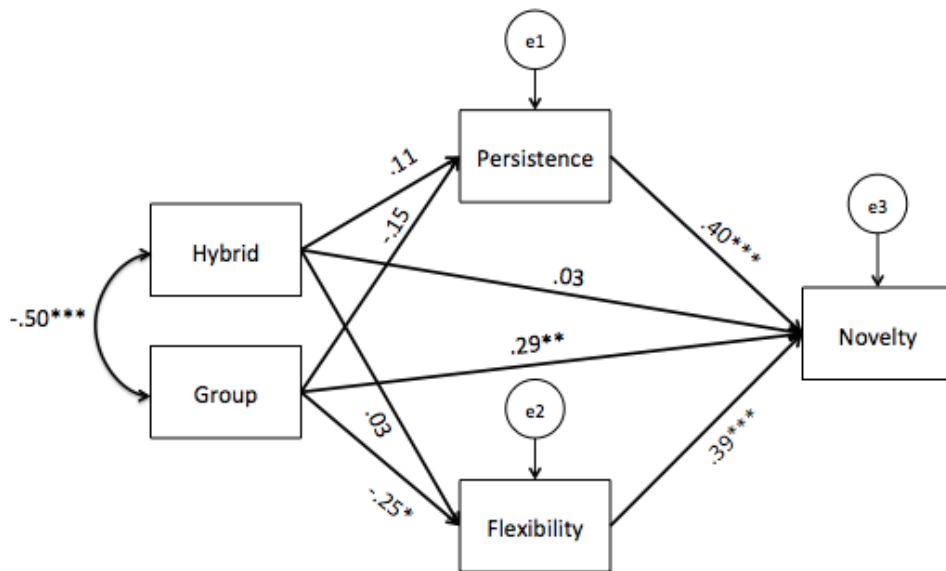 e1
Persistence
.11
-.15
e3
Hybrid
.40***
.03
-.50***
Novelty
.29**
Group
e2
.03
.39***
-.25*
Flexibility